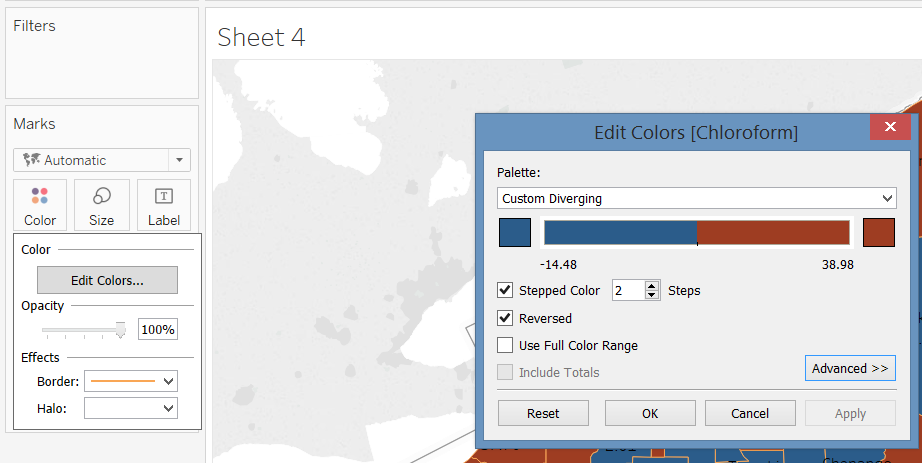 Filters
Sheet 4
Marks
Automatic
Color
Size
Label
Color
Edit Colors...
Opacity
100%
Effects
Border:
Halo:
Edit Colors [Chloroform]
Palette:
Custom Diverging
-14.48
38.98
Stepped Color
2
Steps
Reversed
Use Full Color Range
Include Totals
Advanced >>
Reset
OK
Cancel
Apply